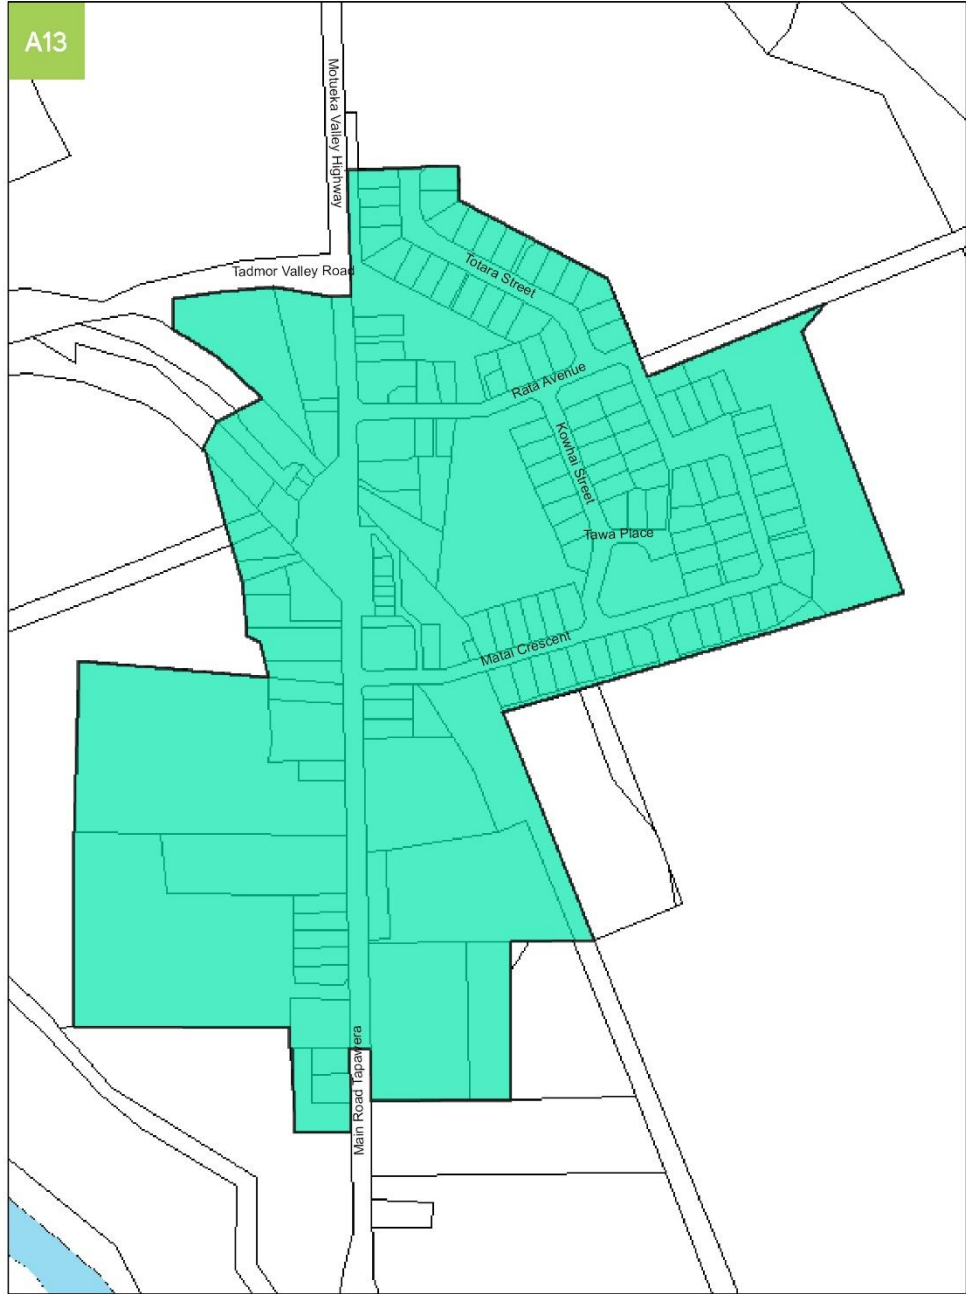 A13
Motueka Valley Highway
Tadmor Valley Road
Totara Street
Rata Avenue
Kowhai Street
Tawa Place
Matai Crescent
Main Road Tapawera